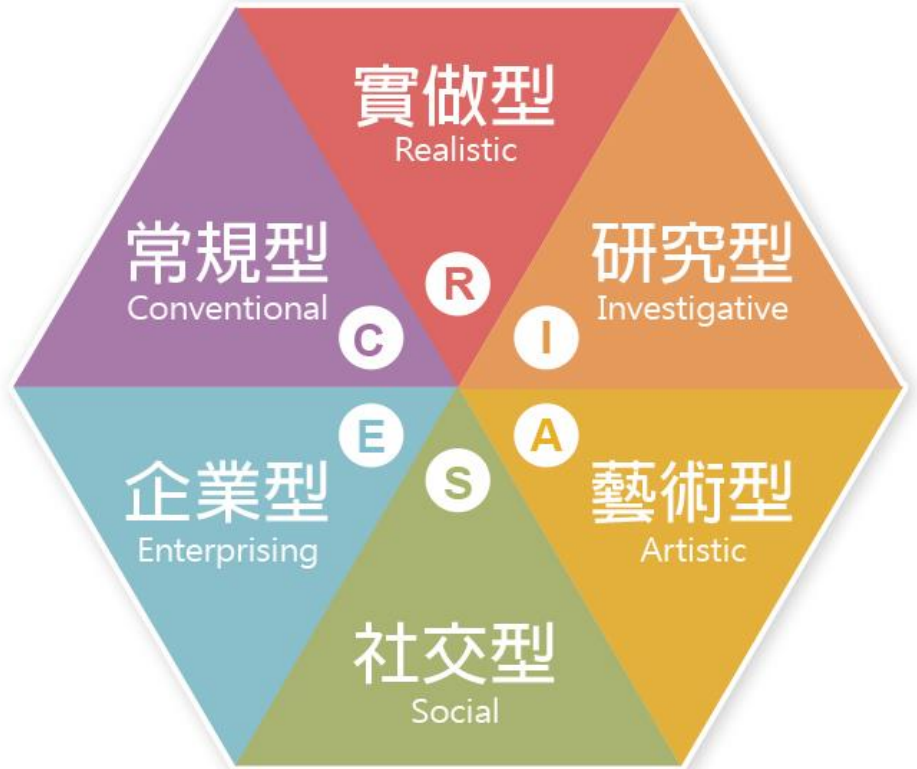 實做型
Realistic
R
研究型
Investigative
I
藝術型
Artistic
A
社交型
Social
S
企業型
Enterprising
E
常規型
Conventional
C